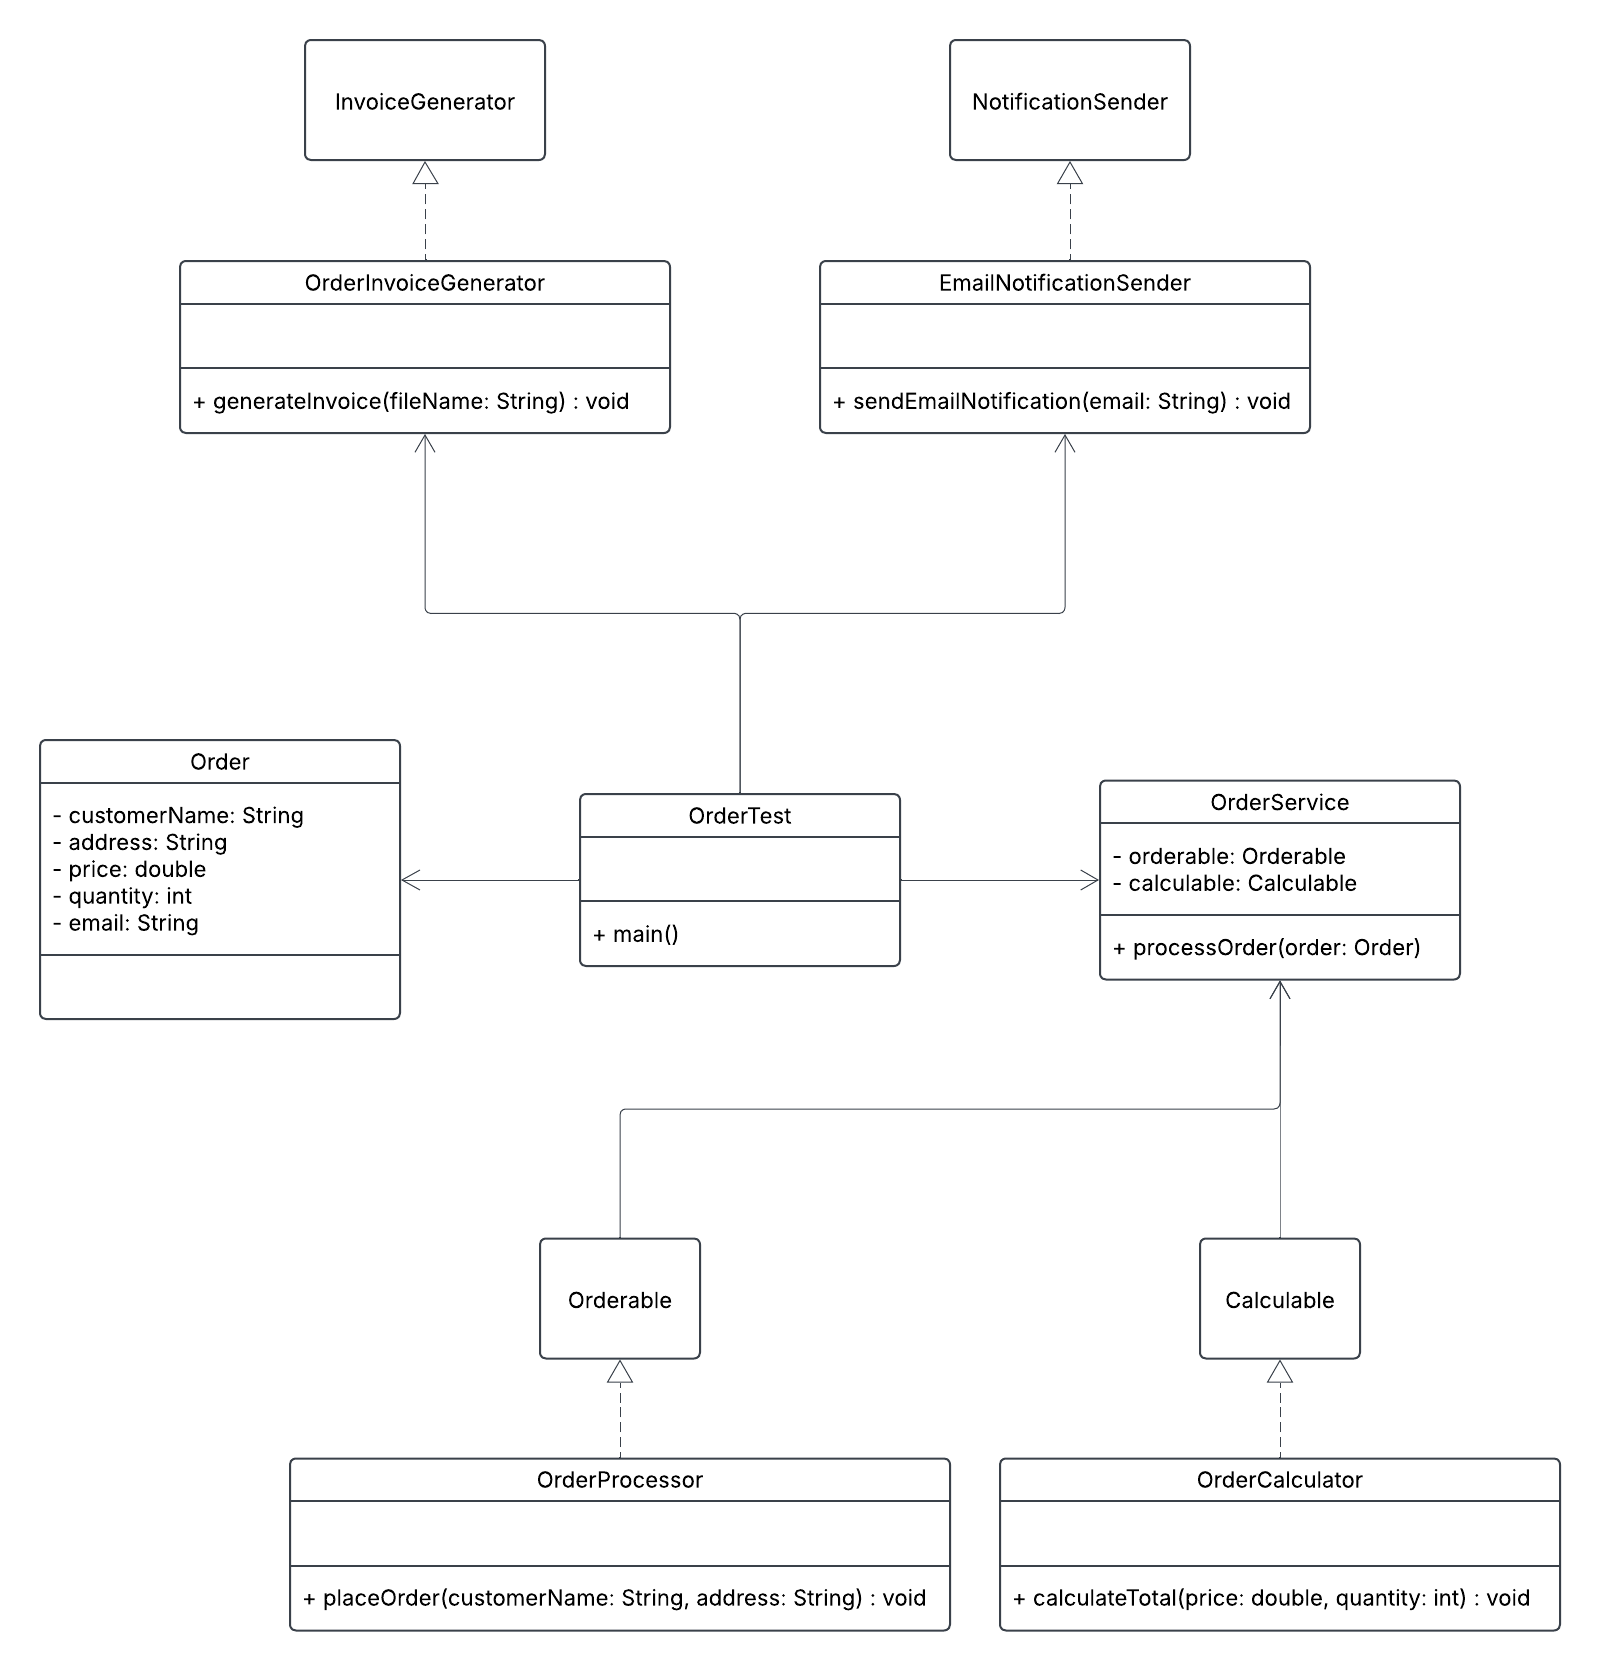 InvoiceGenerator
NotificationSender
OrderInvoiceGenerator
+ generateInvoice(fileName: String) : void
EmailNotificationSender
+ sendEmailNotification(email: String) : void
Order
- customerName: String
- address: String
- price: double
- quantity: int
- email: String
OrderTest
+ main()
OrderService
- orderable: Orderable
- calculable: Calculable
+ processOrder(order: Order)
Orderable
Calculable
OrderProcessor
+ placeOrder(customerName: String, address: String) : void
OrderCalculator
+ calculateTotal(price: double, quantity: int) : void